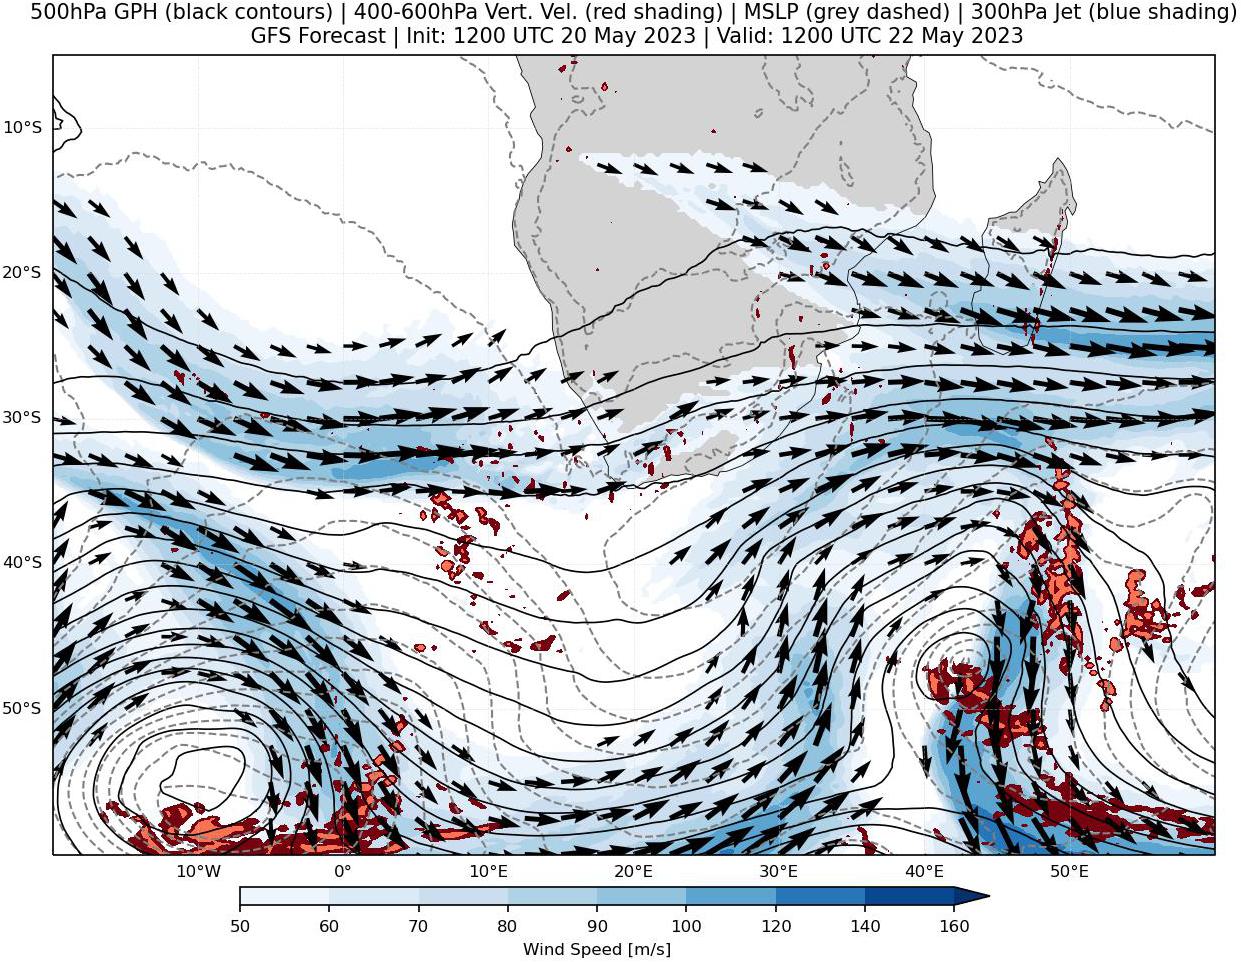 500hPa GPH (black contours) | 400-600hPa Vert. Vel. (red shading) | MSLP (grey dashed) | 300hPa Jet (blue shading)
GFS Forecast | Init: 1200 UTC 20 May 2023 | Valid: 1200 UTC 22 May 2023
10°S
20°S
30°S
40°S
50°S
10°W 0° 10°E 20°E 30°E 40°E 50°E
50 60 70 80 90 100 120 140 160
Wind Speed [m/s]